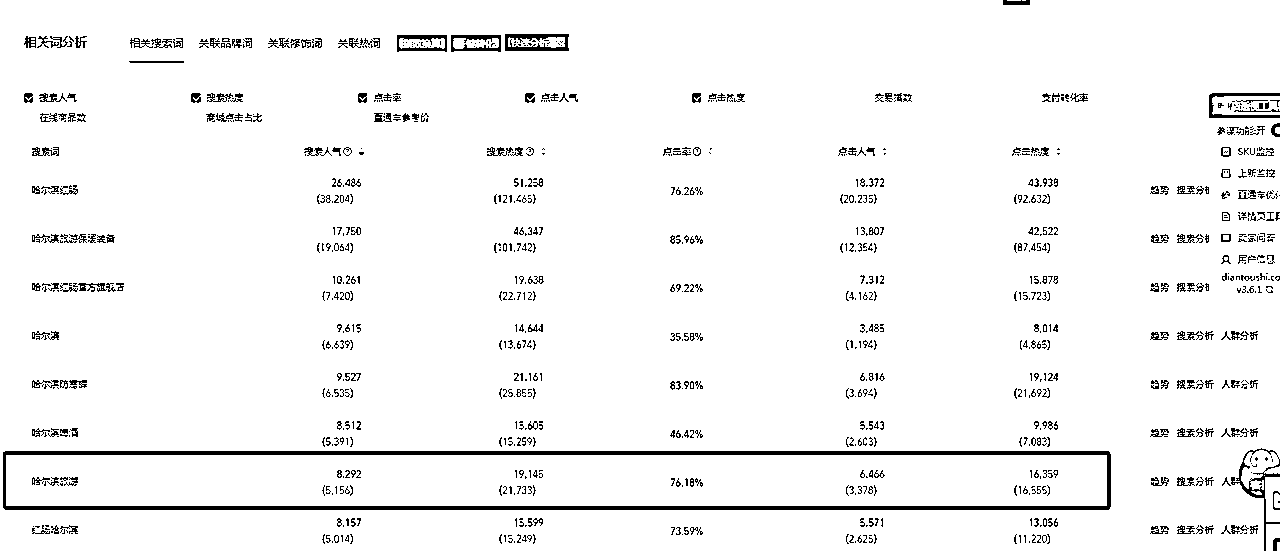 相关词分析 相关搜索词 关联品牌词 关联修饰词 关联热词
搜索人气 搜索热度 点击率 点击人气 点击热度 交易指数 支付转化率
在线商品数 商城点击占比 直通车参考价
参谋功能:开
搜索词 搜索人气 搜索热度 点击率 点击人气 点击热度
SKU监控
上新监控
哈尔滨红肠 26,486 51,258 76.26% 18,372 43,938 趋势 搜索分析
(38,204) (121,465) (20,235) (92,632)
直通车优化
详情页工具
哈尔滨旅游保暖装备 17,750 46,347 85.96% 13,807 42,522 趋势 搜索分析
(19,064) (101,742) (12,354) (87,454)
卖家问答
用户信息
diantoushi.co
v3.6.1
哈尔滨红肠官方旗舰店 10,261 19,638 69.22% 7,312 15,878 趋势 搜索分析
(7,420) (22,712) (4,162) (15,723)
哈尔滨 9,615 14,644 35.58% 3,485 8,014 趋势 搜索分析 人群分析
(6,639) (13,674) (1,194) (4,865)
哈尔滨防寒 9,527 21,161 83.90% 6,816 19,124 趋势 搜索分析 人群分析
(6,535) (25,855) (3,694) (21,692)
哈尔滨啤酒 8,512 15,605 46.42% 5,543 9,986 趋势 搜索分析 人群分析
(5,391) (15,259) (2,603) (7,083)
哈尔滨旅游 8,292 19,145 76.18% 6,466 16,359 趋势 搜索分析 人群
(5,156) (21,733) (3,378) (16,555)
红肠哈尔滨 8,157 15,599 73.59% 5,571 13,056 趋势 搜索分析 人群分析
(5,014) (15,249) (2,625) (11,220)